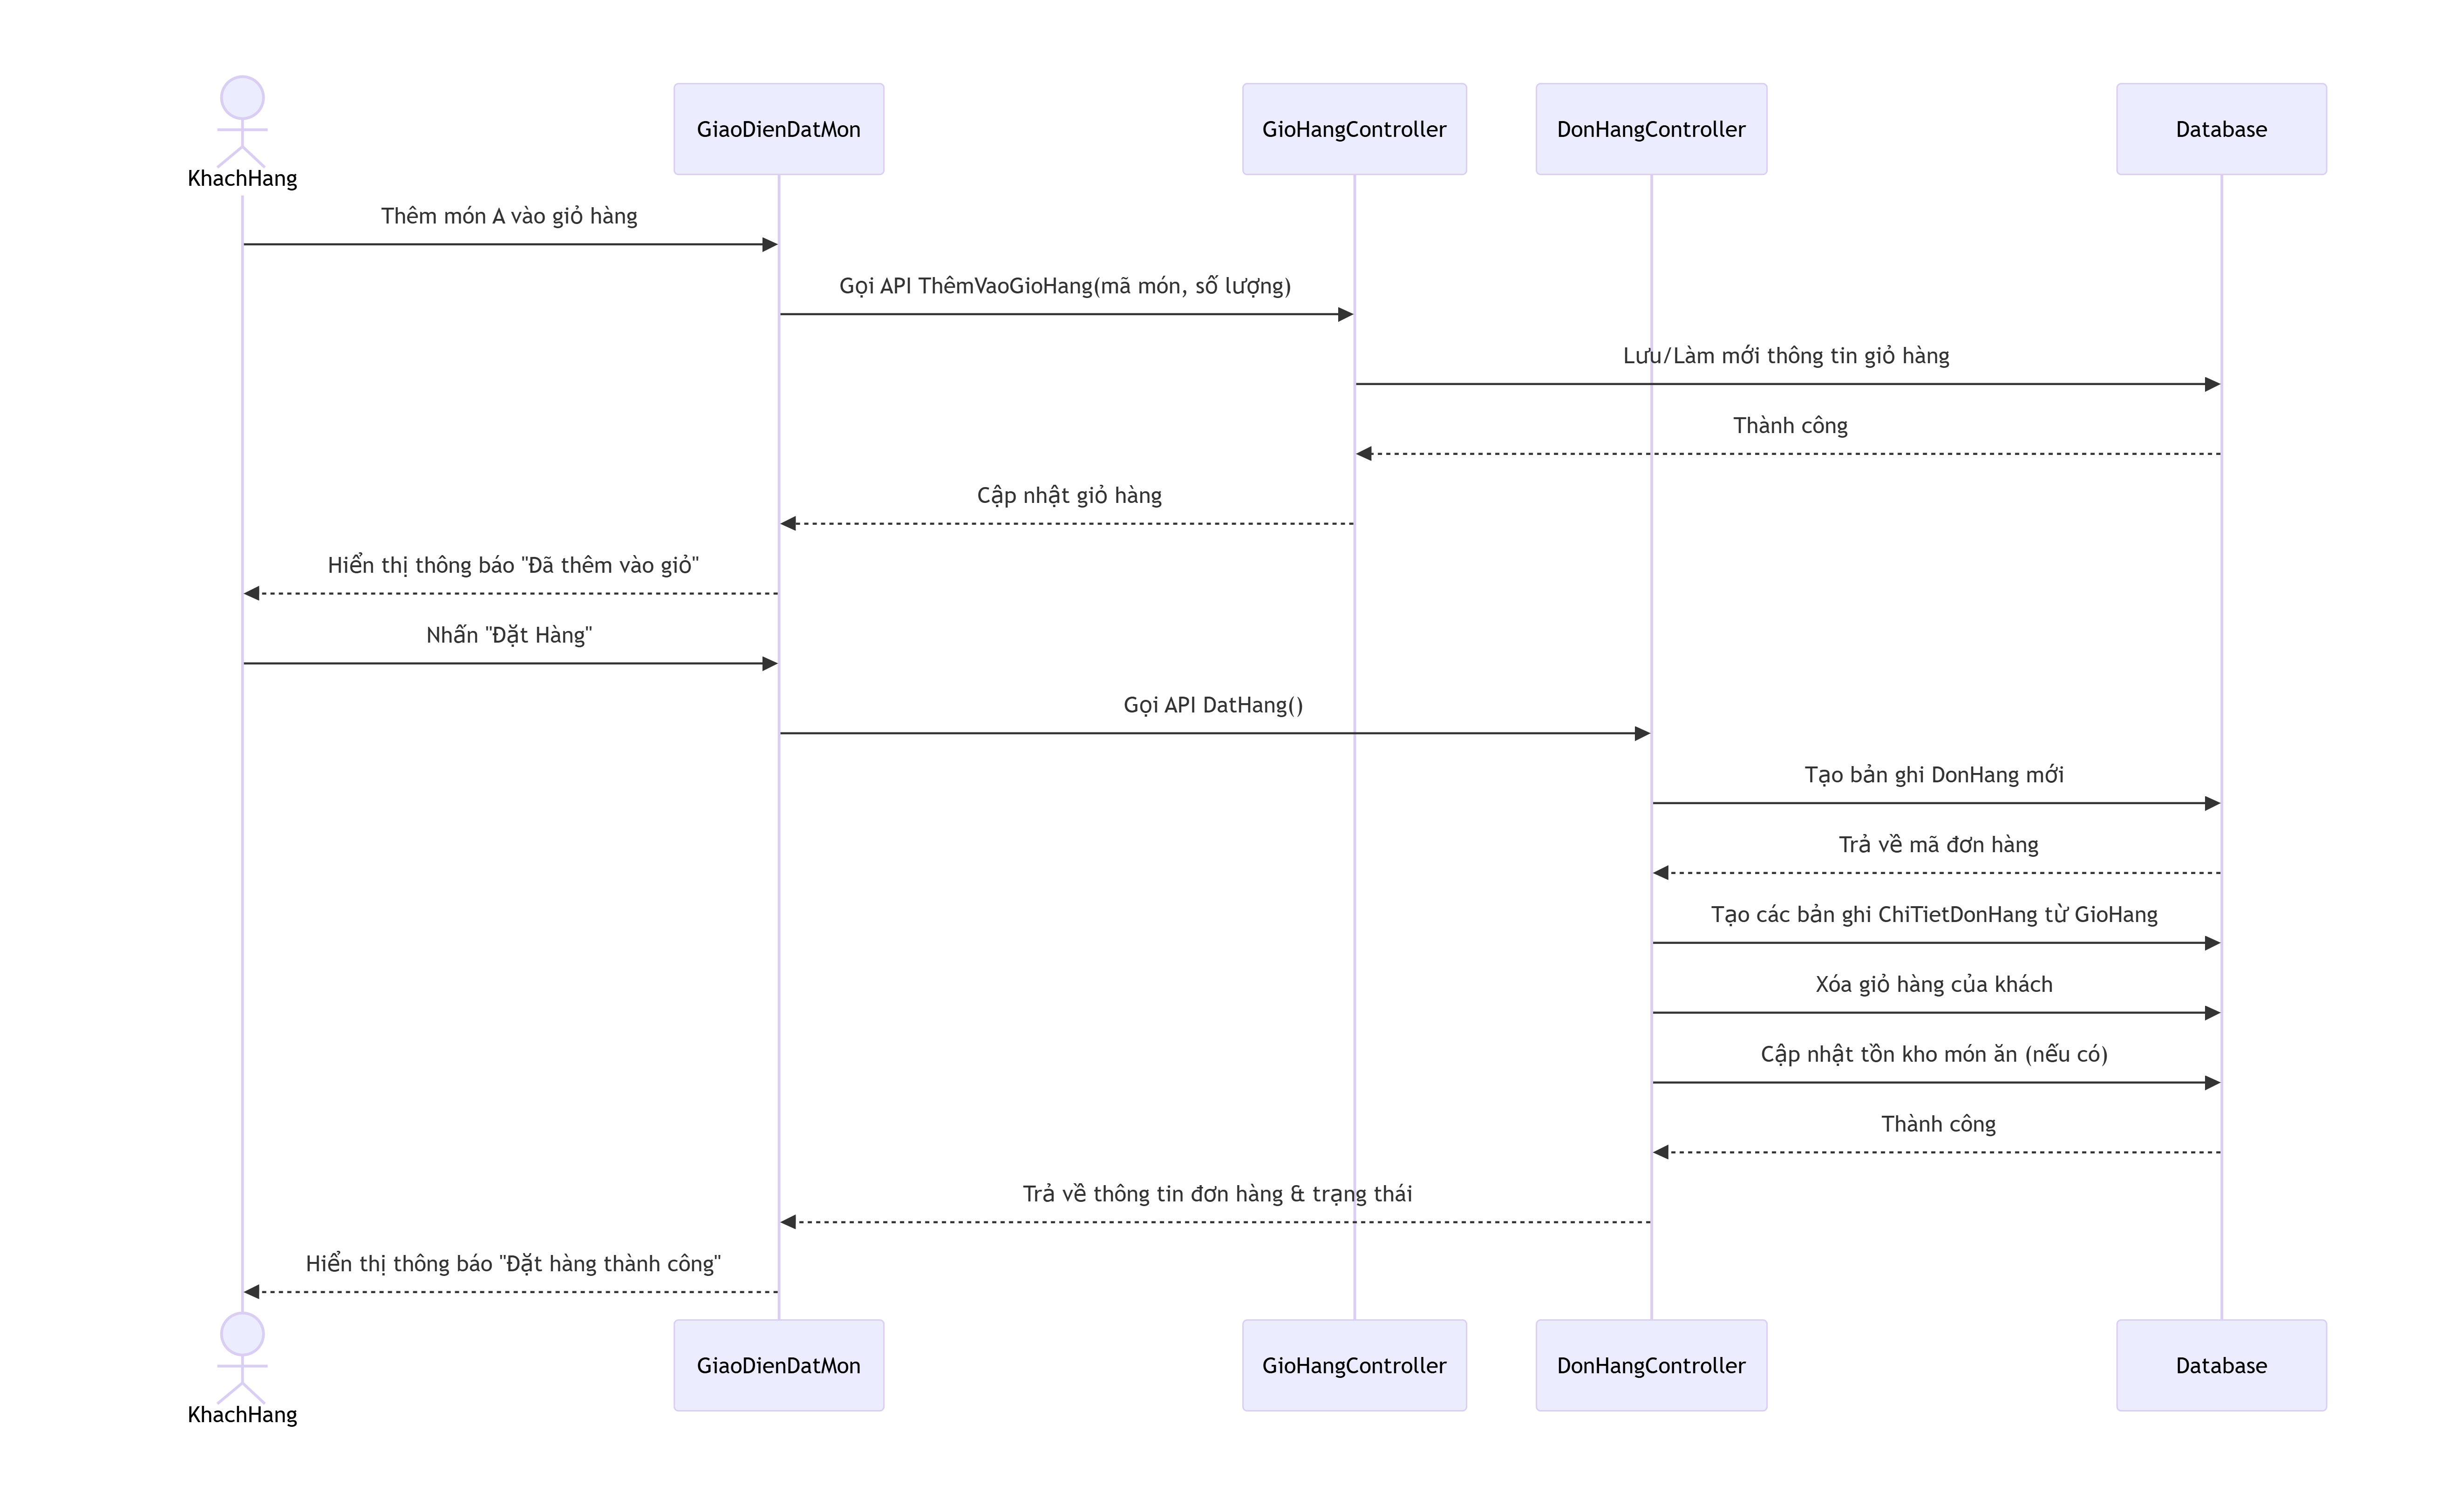 KhachHang
GiaoDienDatMon
GioHangController
DonHangController
Database
Thêm món A vào giỏ hàng
Gọi API ThêmVaoGioHang(mã món, số lượng)
Lưu/Làm mới thông tin giỏ hàng
Thành công
Cập nhật giỏ hàng
Hiển thị thông báo "Đã thêm vào giỏ"
Nhấn "Đặt Hàng"
Gọi API DatHang()
Tạo bản ghi DonHang mới
Trả về mã đơn hàng
Tạo các bản ghi ChiTietDonHang từ GioHang
Xóa giỏ hàng của khách
Cập nhật tồn kho món ăn (nếu có)
Thành công
Trả về thông tin đơn hàng & trạng thái
Hiển thị thông báo "Đặt hàng thành công"
KhachHang
GiaoDienDatMon
GioHangController
DonHangController
Database